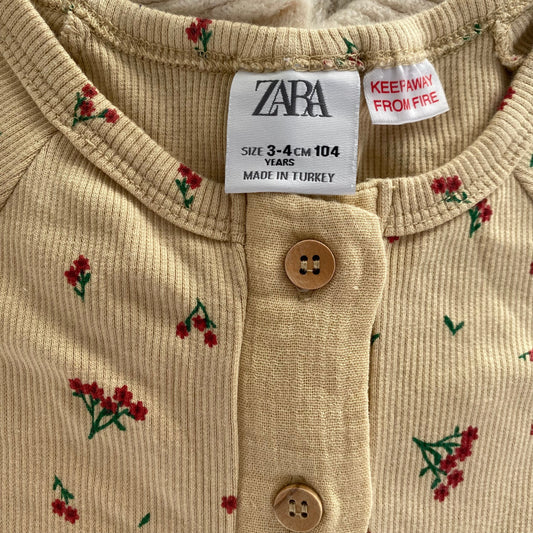 ZARA
SIZE 3-4 CM 104
YEARS
MADE IN TURKEY
KEEP AWAY
FROM FIRE